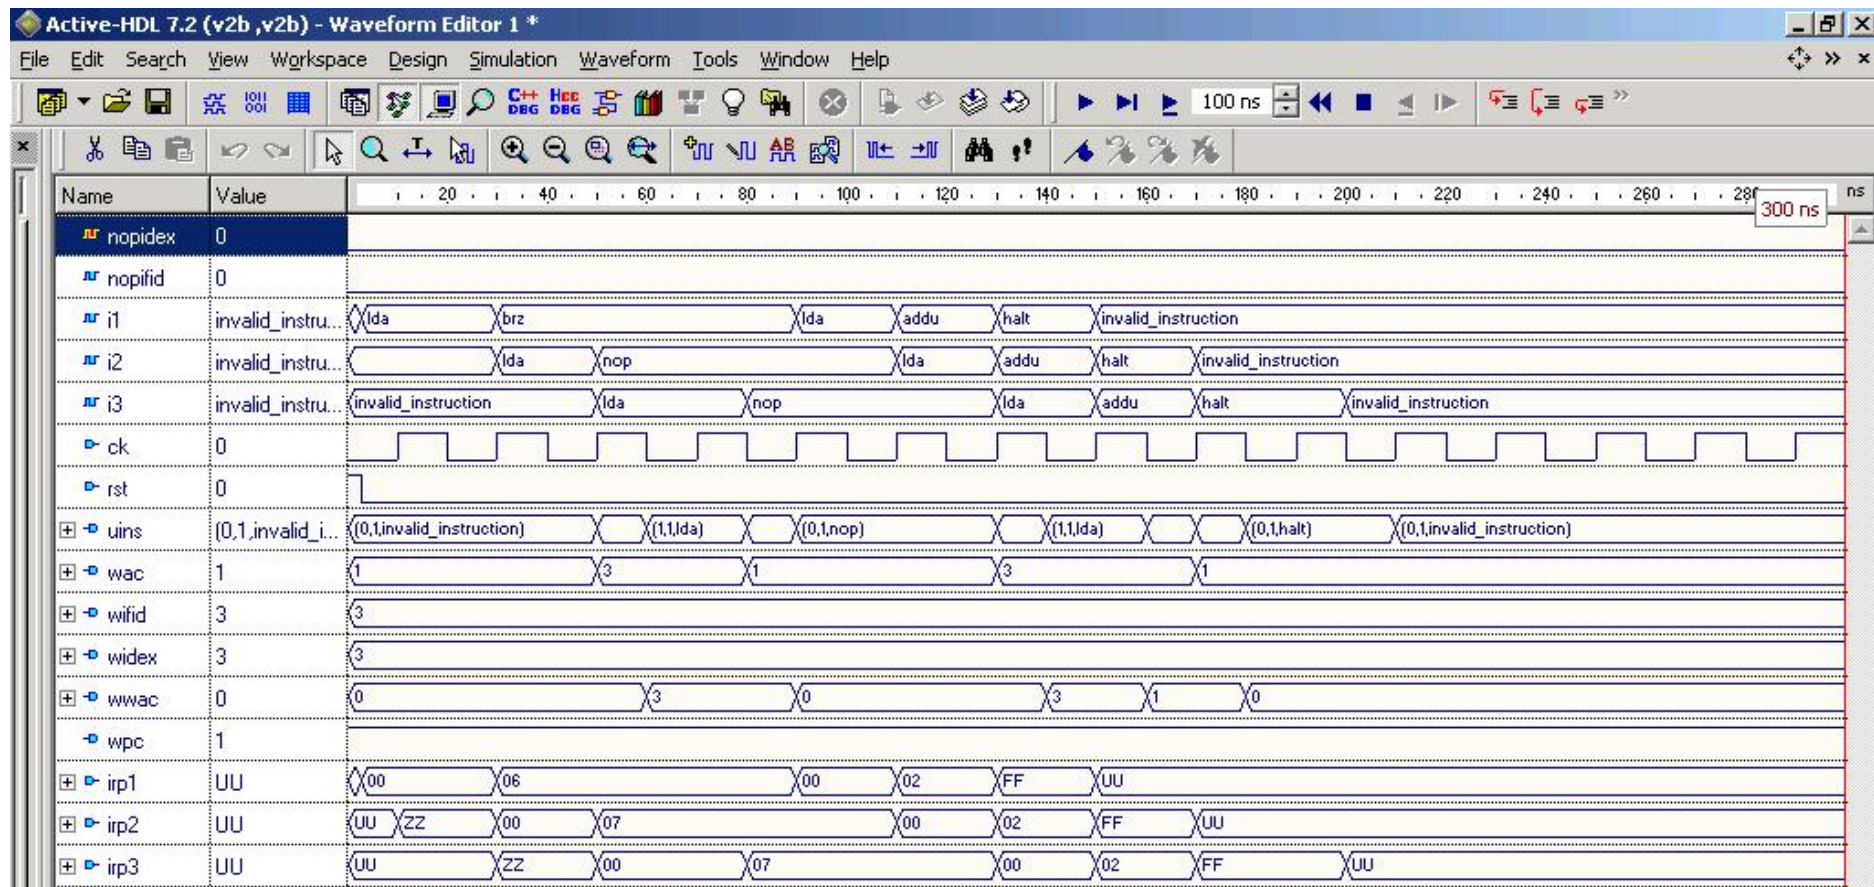 Active-HDL 7.2 (v2b ,v2b) - Waveform Editor 1 *
File Edit Search View Workspace Design Simulation Waveform Tools Window Help
C++ DBG HCC DBG 100 ns
AB
Name Value 20 40 60 80 100 120 140 160 180 200 220 240 260 28 ns
300 ns
nopidex 0
nopifid 0
i1 invalid_instru... lda brz lda addu halt invalid_instruction
i2 invalid_instru... lda nop lda addu halt invalid_instruction
i3 invalid_instru... invalid_instruction lda nop lda addu halt invalid_instruction
ck 0
rst 0
uins (0,1,invalid_i... (0,1,invalid_instruction) (1,1,lda) (0,1,nop) (1,1,lda) (0,1,halt) (0,1,invalid_instruction)
wac 1 1 3 1 3 1
wifid 3 3
widex 3 3
wwac 0 0 3 0 3 1 0
wpc 1
irp1 UU 00 06 00 02 FF UU
irp2 UU UU ZZ 00 07 00 02 FF UU
irp3 UU UU ZZ 00 07 00 02 FF UU